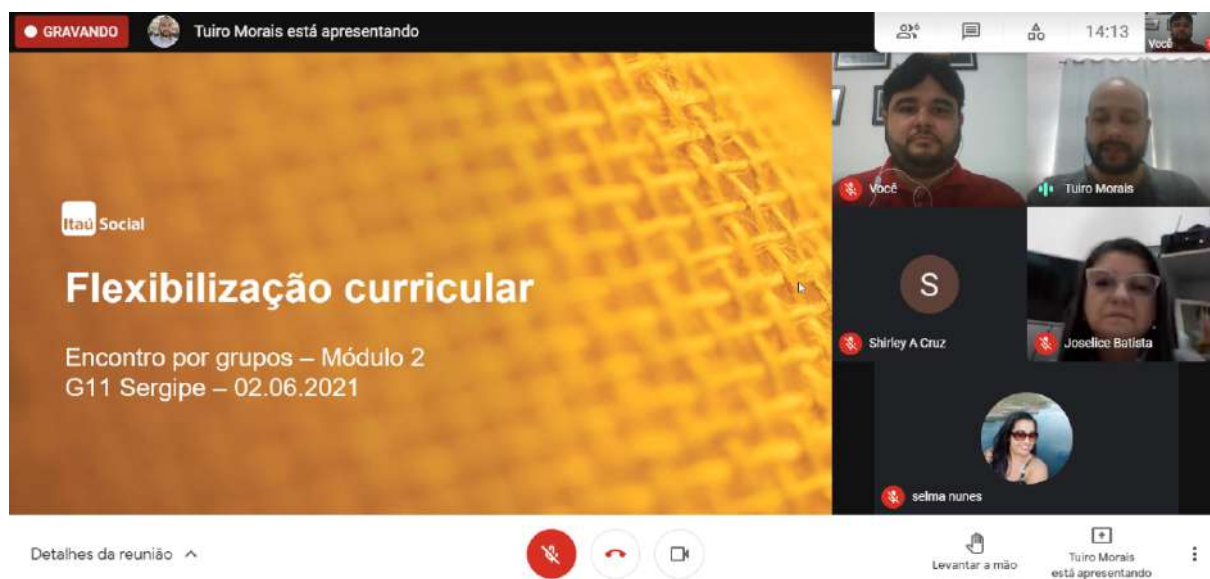 GRAVANDO
Tuiro Morais está apresentando
6
14:13
Você
Itaú Social
Flexibilização curricular
Encontro por grupos – Módulo 2
G11 Sergipe – 02.06.2021
Você
Tuiro Morais
S
Shirley A Cruz
Joselice Batista
selma nunes
Detalhes da reunião
Levantar a mão
Tuiro Morais
está apresentando